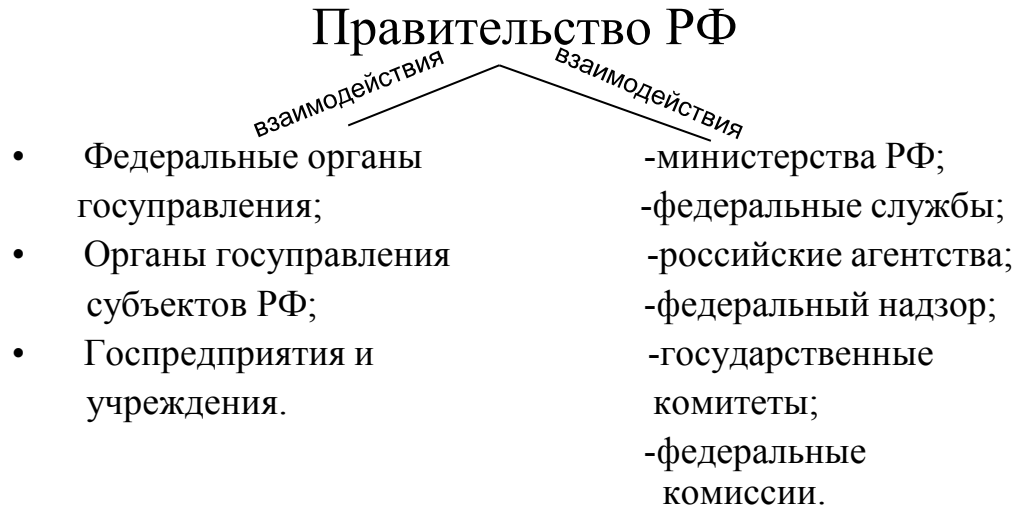 Правительство РФ
взаимодействия
взаимодействия
• Федеральные органы
госуправления;
• Органы госуправления
субъектов РФ;
• Госпредприятия и
учреждения.
-министерства РФ;
-федеральные службы;
-российские агентства;
-федеральный надзор;
-государственные
комитеты;
-федеральные
комиссии.